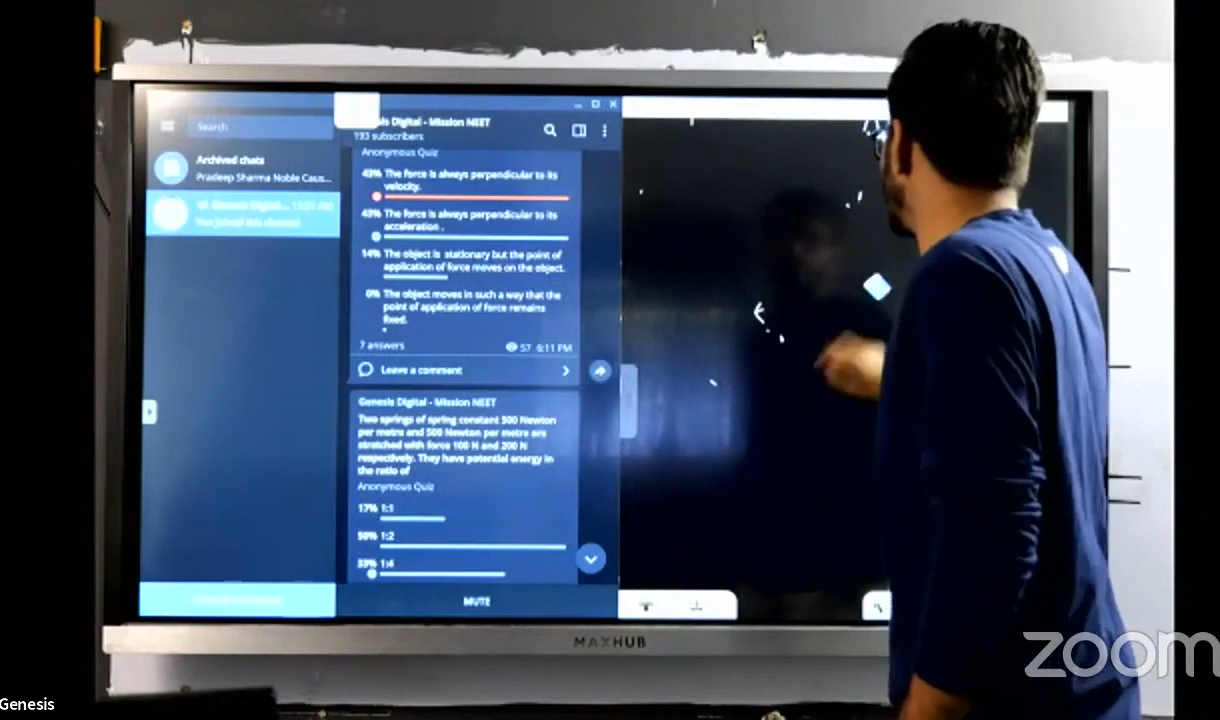 Search
sis Digital - Mission NEET
193 subscribers
Archived chats
Pradeep Sharma Noble Caus...
You joined this channel
Anonymous Quiz
43% The force is always perpendicular to its
velocity.
43% The force is always perpendicular to its
acceleration .
14% The object is stationary but the point of
application of force moves on the object.
0% The object moves in such a way that the
point of application of force remains
fixed.
7 answers
57 6:11 PM
Leave a comment
Genesis Digital - Mission NEET
Two springs of spring constant 500 Newton
per metre and 500 Newton per metre are
stretched with force 100 N and 200 N
respectively. They have potential energy in
the ratio of
Anonymous Quiz
17% 1:1
50% 1:2
33% 1:4
MUTE
MAXHUB
zoom
Genesis